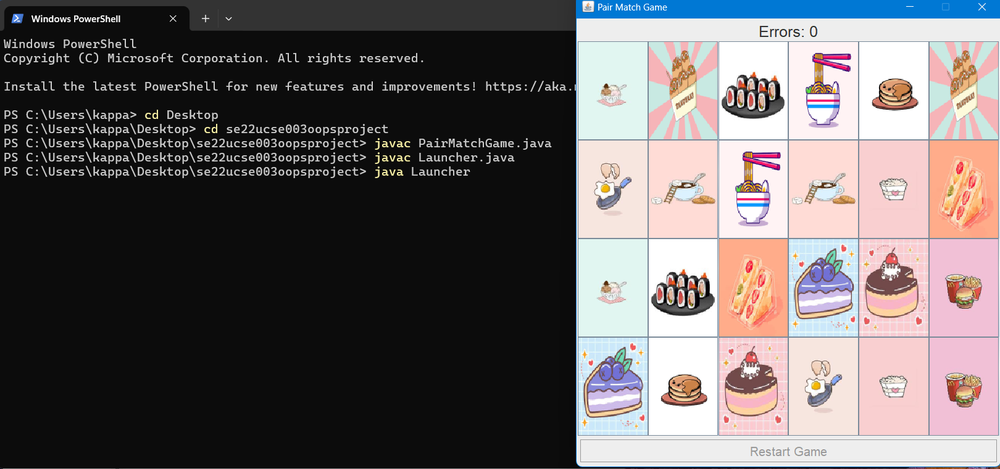 Windows PowerShell
Windows PowerShell
Copyright (C) Microsoft Corporation. All rights reserved.
Install the latest PowerShell for new features and improvements! https://aka.
PS C:\Users\kappa> cd Desktop
PS C:\Users\kappa\Desktop> cd se22ucse003oopsproject
PS C:\Users\kappa\Desktop\se22ucse003oopsproject> javac PairMatchGame.java
PS C:\Users\kappa\Desktop\se22ucse003oopsproject> javac Launcher.java
PS C:\Users\kappa\Desktop\se22ucse003oopsproject> java Launcher
Pair Match Game
Errors: 0
Restart Game